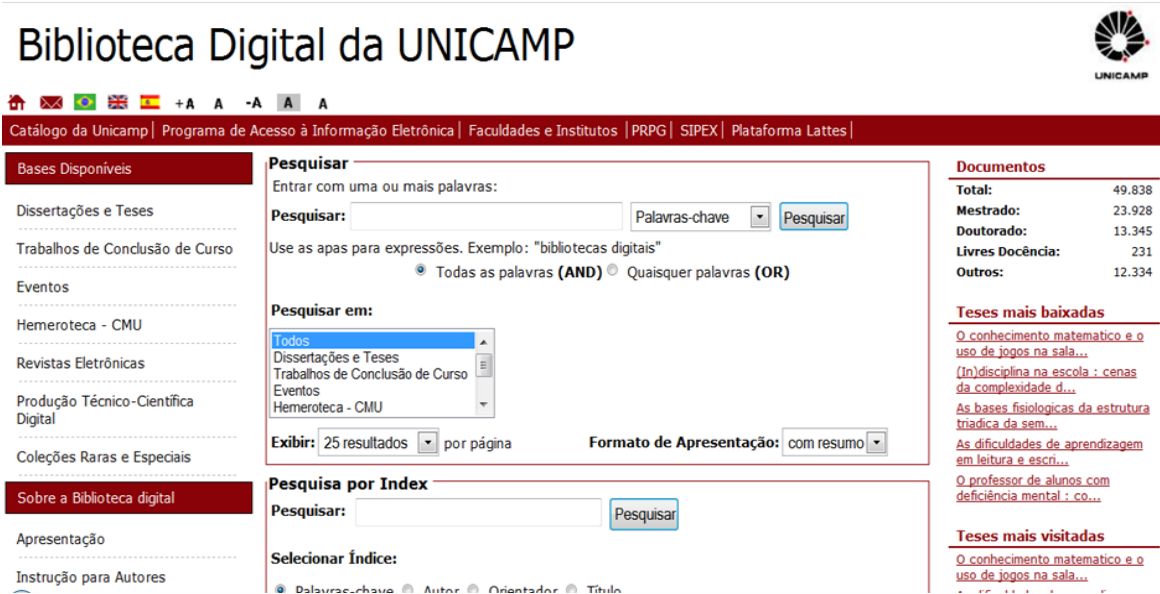 Biblioteca Digital da UNICAMP
UNICAMP
+A A -A A A
Catálogo da Unicamp| Programa de Acesso à Informação Eletrônica| Faculdades e Institutos |PRPG| SIPEX| Plataforma Lattes|
Bases Disponíveis
Dissertações e Teses
Trabalhos de Conclusão de Curso
Eventos
Hemeroteca - CMU
Revistas Eletrônicas
Produção Técnico-Científica
Digital
Coleções Raras e Especiais
Sobre a Biblioteca digital
Apresentação
Instrução para Autores
Pesquisar
Entrar com uma ou mais palavras:
Pesquisar: Palavras-chave Pesquisar
Use as apas para expressões. Exemplo: "bibliotecas digitais"
Todas as palavras (AND) Quaisquer palavras (OR)
Pesquisar em:
Todos
Dissertações e Teses
Trabalhos de Conclusão de Curso
Eventos
Hemeroteca - CMU
Exibir: 25 resultados por página Formato de Apresentação: com resumo
Pesquisa por Index
Pesquisar: Pesquisar
Selecionar Índice:
Palavras-chave Autor Orientador Título
Documentos
Total: 49.838
Mestrado: 23.928
Doutorado: 13.345
Livres Docência: 231
Outros: 12.334
Teses mais baixadas
O conhecimento matematico e o
uso de jogos na sala...
(In)disciplina na escola : cenas
da complexidade d...
As bases fisiologicas da estrutura
triadica da sem...
As dificuldades de aprendizagem
em leitura e escri...
O professor de alunos com
deficiência mental : co...
Teses mais visitadas
O conhecimento matematico e o
uso de jogos na sala...